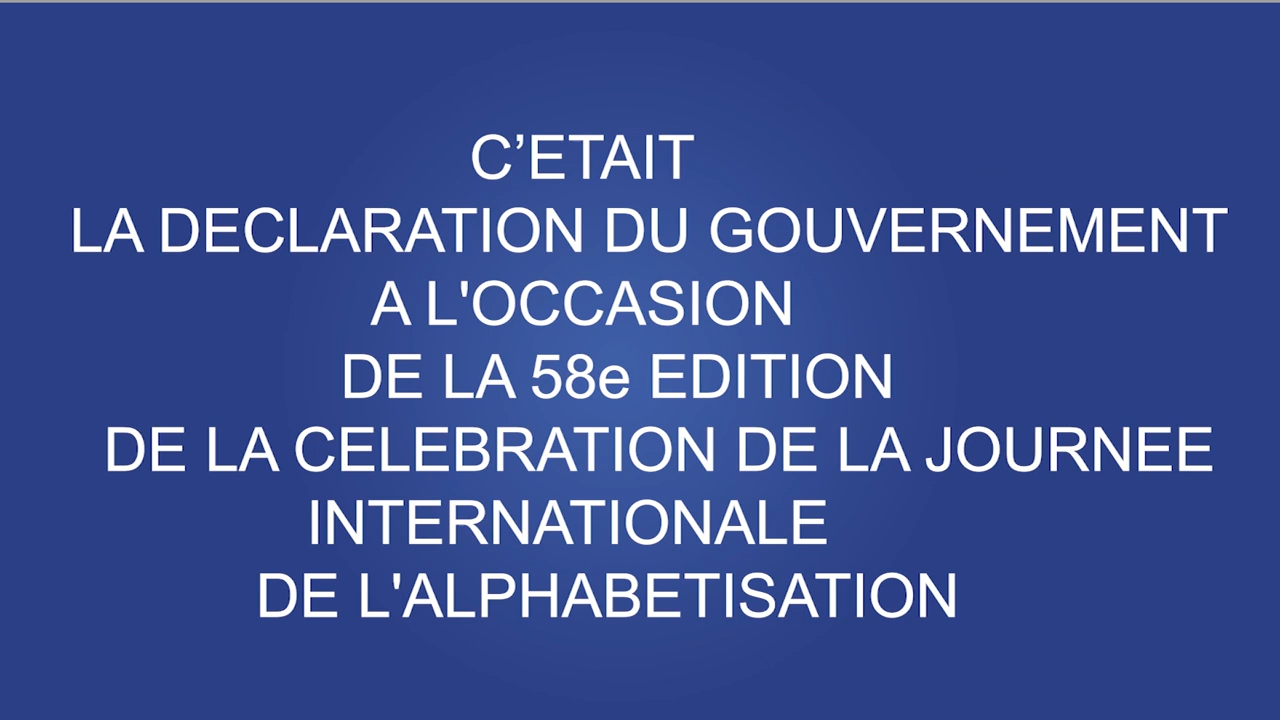 C’ETAIT
LA DECLARATION DU GOUVERNEMENT
A L'OCCASION
DE LA 58e EDITION
DE LA CELEBRATION DE LA JOURNEE
INTERNATIONALE
DE L'ALPHABETISATION